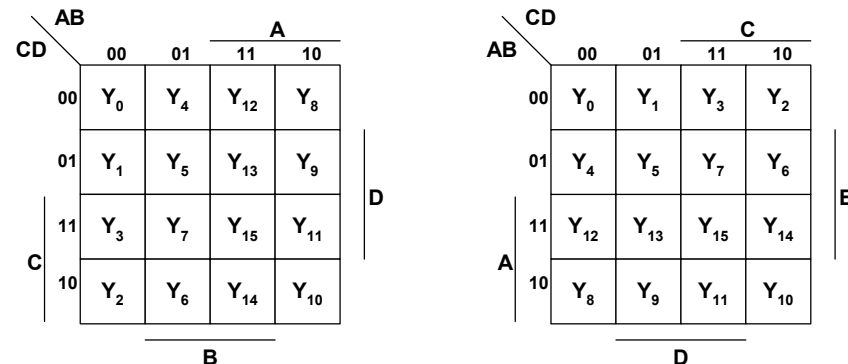 AB
CD
A
00 01 11 10
00 Y₀ Y₄ Y₁₂ Y₈
01 Y₁ Y₅ Y₁₃ Y₉
D
11 Y₃ Y₇ Y₁₅ Y₁₁
C
10 Y₂ Y₆ Y₁₄ Y₁₀
B
CD
AB
C
00 01 11 10
00 Y₀ Y₁ Y₃ Y₂
01 Y₄ Y₅ Y₇ Y₆
B
11 Y₁₂ Y₁₃ Y₁₅ Y₁₄
A
10 Y₈ Y₉ Y₁₁ Y₁₀
D